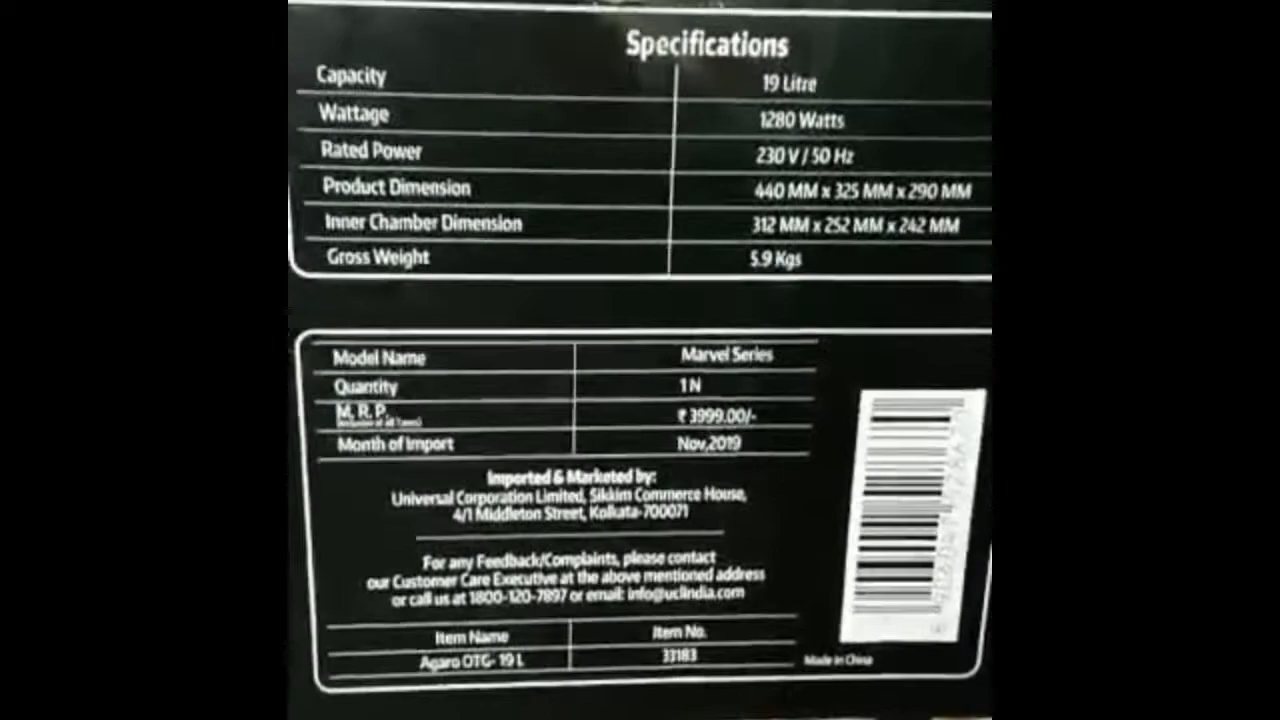 Specifications
Capacity 19 Litre
Wattage 1280 Watts
Rated Power 230 V / 50 Hz
Product Dimension 440 MM x 325 MM x 290 MM
Inner Chamber Dimension 312 MM x 252 MM x 242 MM
Gross Weight 5.9 Kgs
Model Name Marvel Series
Quantity 1 N
M. R. P. ₹ 3999.00/-
(Inclusive of all Taxes)
Month of Import Nov,2019
Imported & Marketed by:
Universal Corporation Limited, Sikkim Commerce House,
4/1 Middleton Street, Kolkata-700071
For any Feedback/Complaints, please contact
our Customer Care Executive at the above mentioned address
or call us at 1800-120-7897 or email: info@uclindia.com
Item Name Item No.
Agaro OTG- 19 L 33183
Made in China